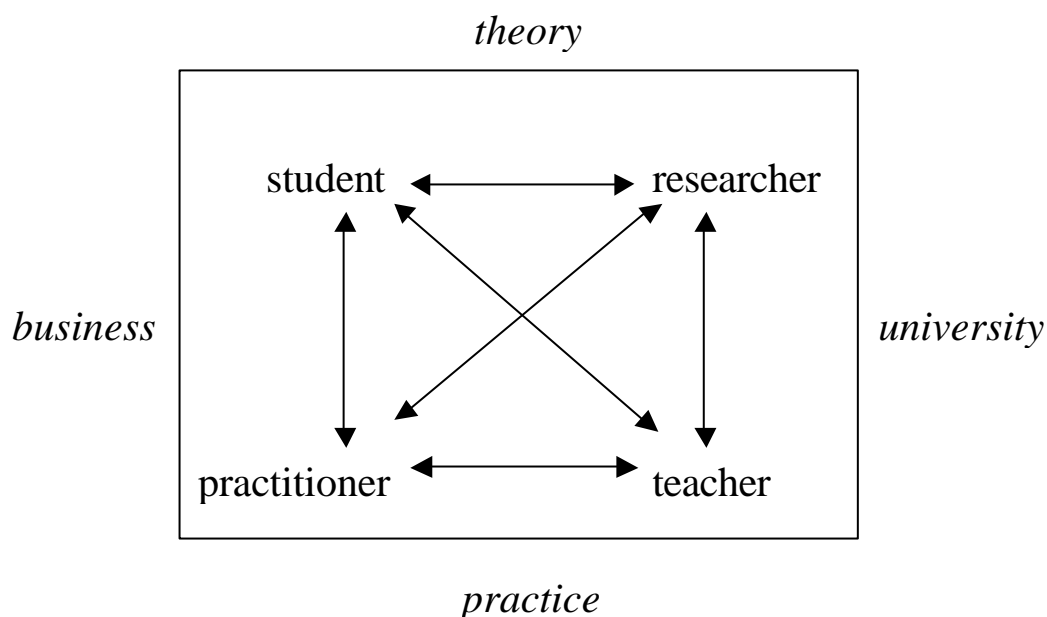 theory
student researcher
business university
practitioner teacher
practice